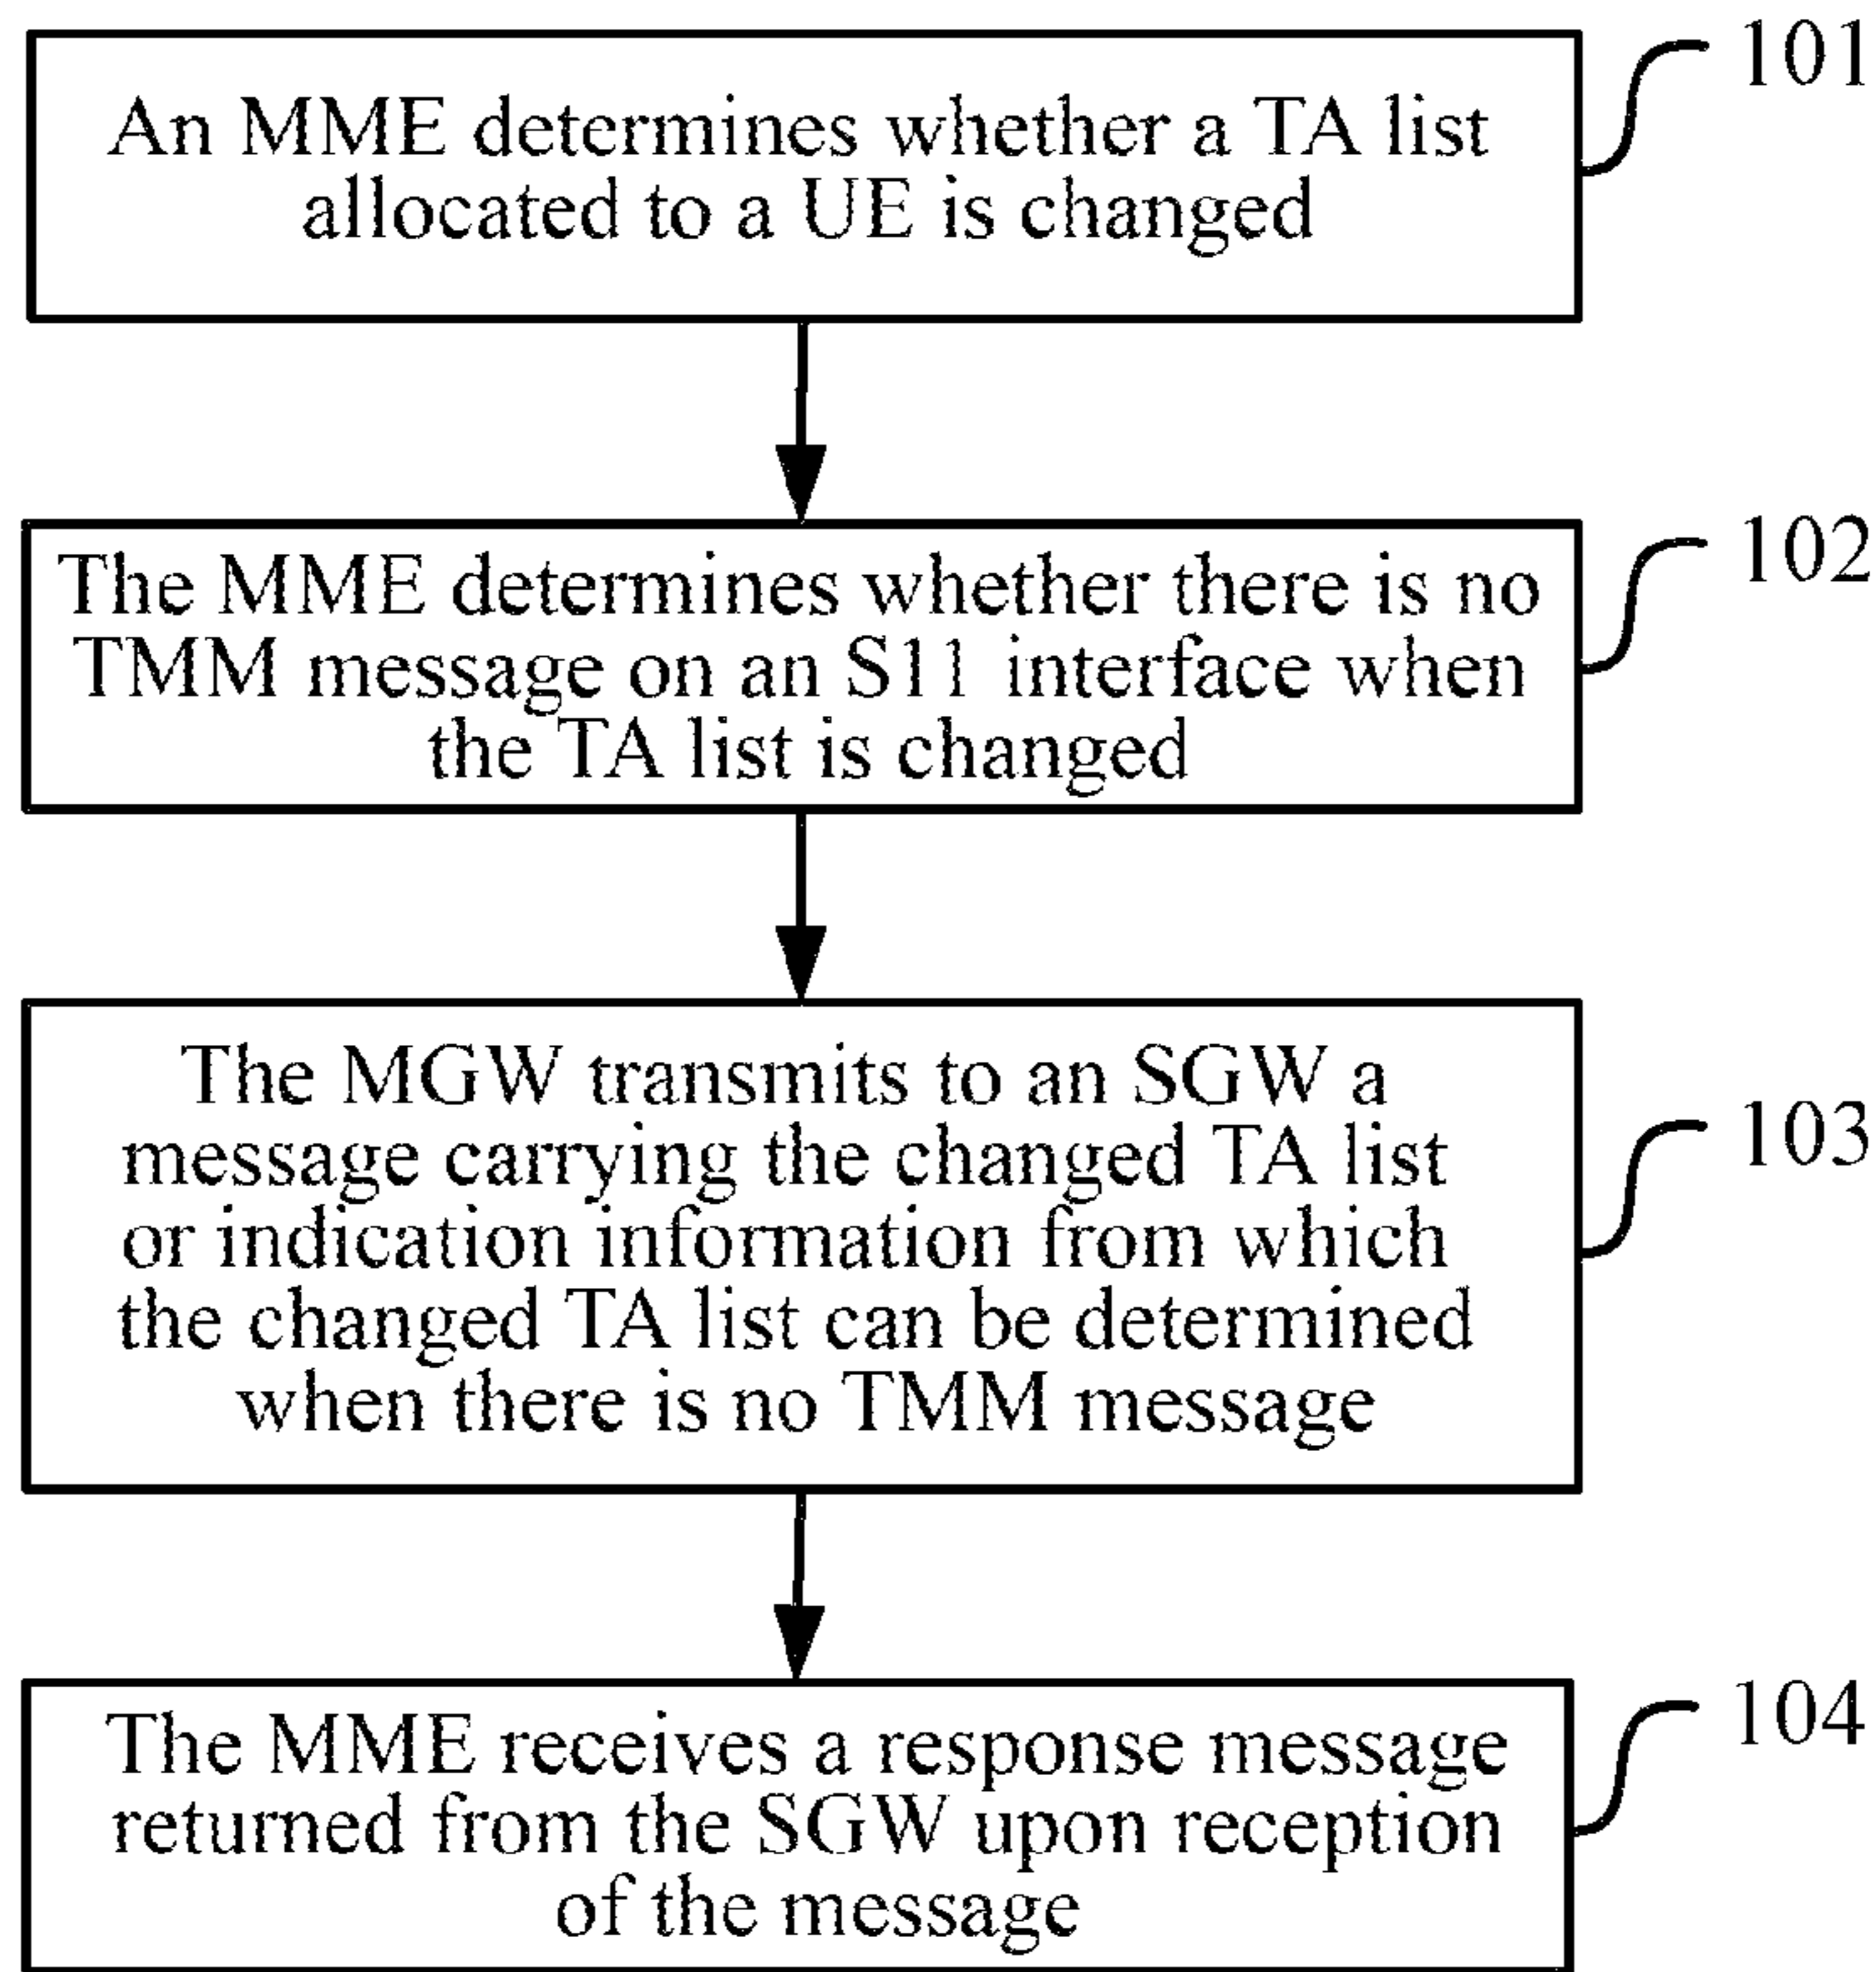 An MME determines whether a TA list
allocated to a UE is changed
101
The MME determines whether there is no
TMM message on an S11 interface when
the TA list is changed
102
The MGW transmits to an SGW a
message carrying the changed TA list
or indication information from which
the changed TA list can be determined
when there is no TMM message
103
The MME receives a response message
returned from the SGW upon reception
of the message
104